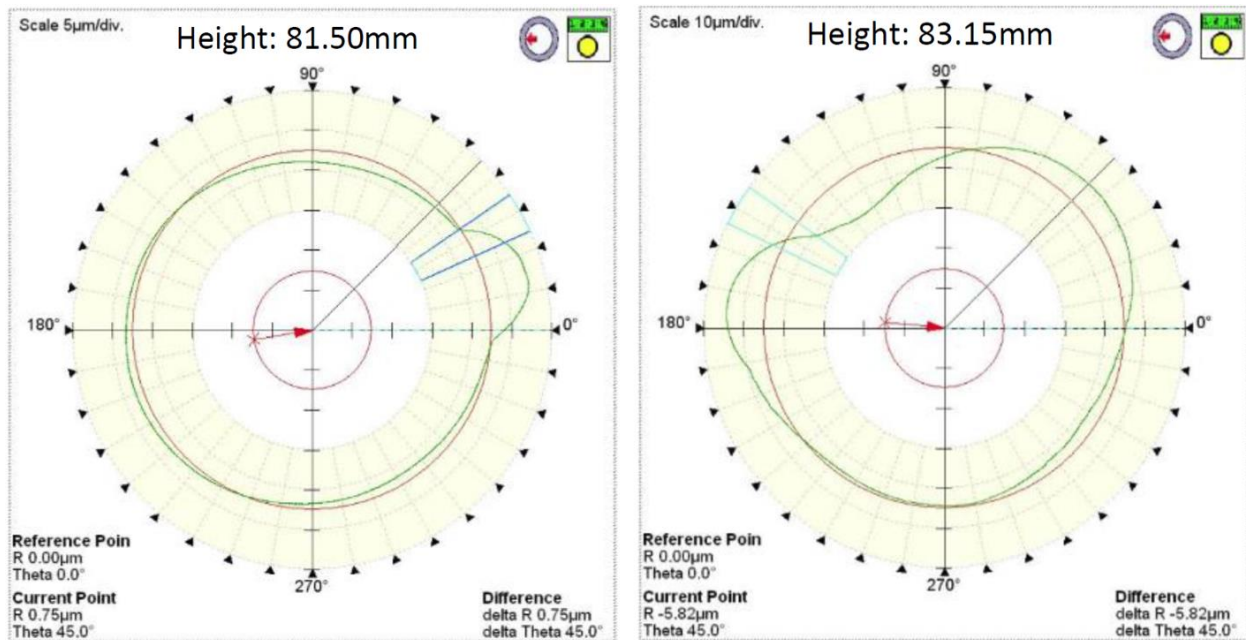 Scale 5µm/div.
Height: 81.50mm
90°
180°
0°
270°
Reference Poin
R 0.00µm
Theta 0.0°
Current Point
R 0.75µm
Theta 45.0°
Difference
delta R 0.75µm
delta Theta 45.0°
Scale 10µm/div.
Height: 83.15mm
90°
180°
0°
270°
Reference Poin
R 0.00µm
Theta 0.0°
Current Point
R -5.82µm
Theta 45.0°
Difference
delta R -5.82µm
delta Theta 45.0°